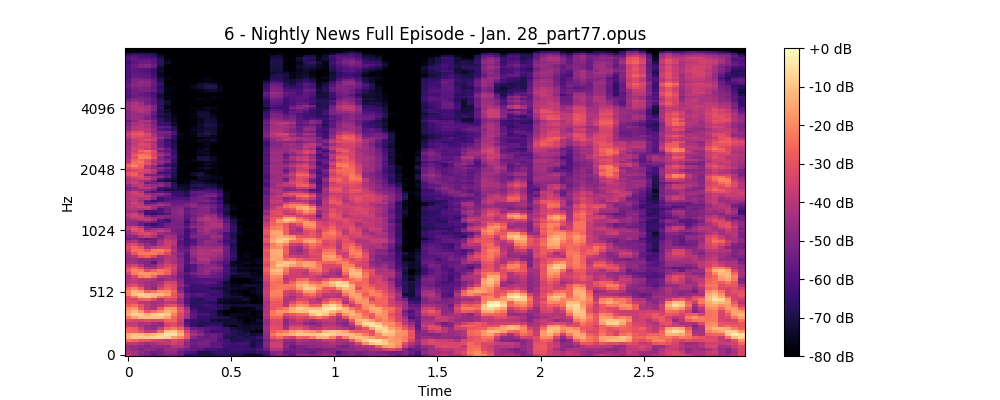 6 - Nightly News Full Episode - Jan. 28_part77.opus
+0 dB
-10 dB
-20 dB
-30 dB
-40 dB
-50 dB
-60 dB
-70 dB
-80 dB
4096
2048
1024
512
0
Hz
0
0.5
1
1.5
2
2.5
Time